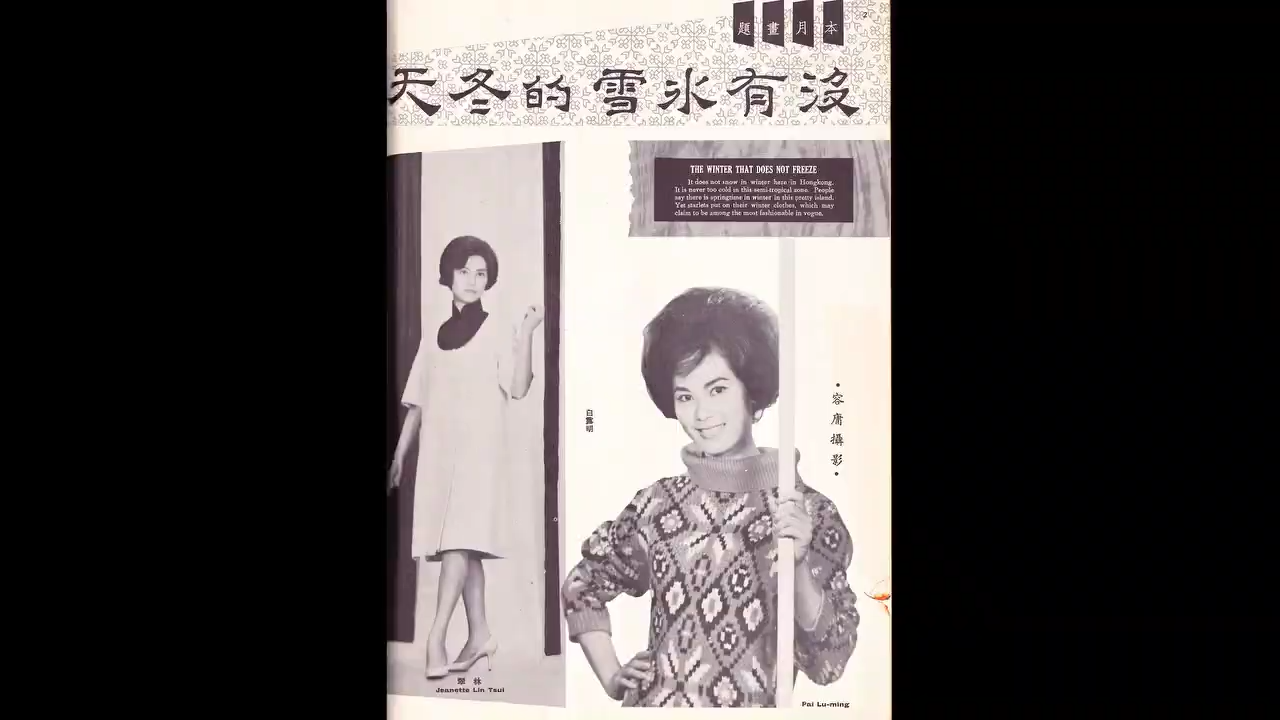 2
本月畫題
沒有氷雪的冬天
THE WINTER THAT DOES NOT FREEZE
It does not snow in winter here in Hongkong.
It is never too cold in this semi-tropical zone. People
say there is springtime in winter in this pretty island.
Yet starlets put on their winter clothes, which may
claim to be among the most fashionable in vogue.
•容庸攝影•
白露明
Pai Lu-ming
林翠
Jeanette Lin Tsui